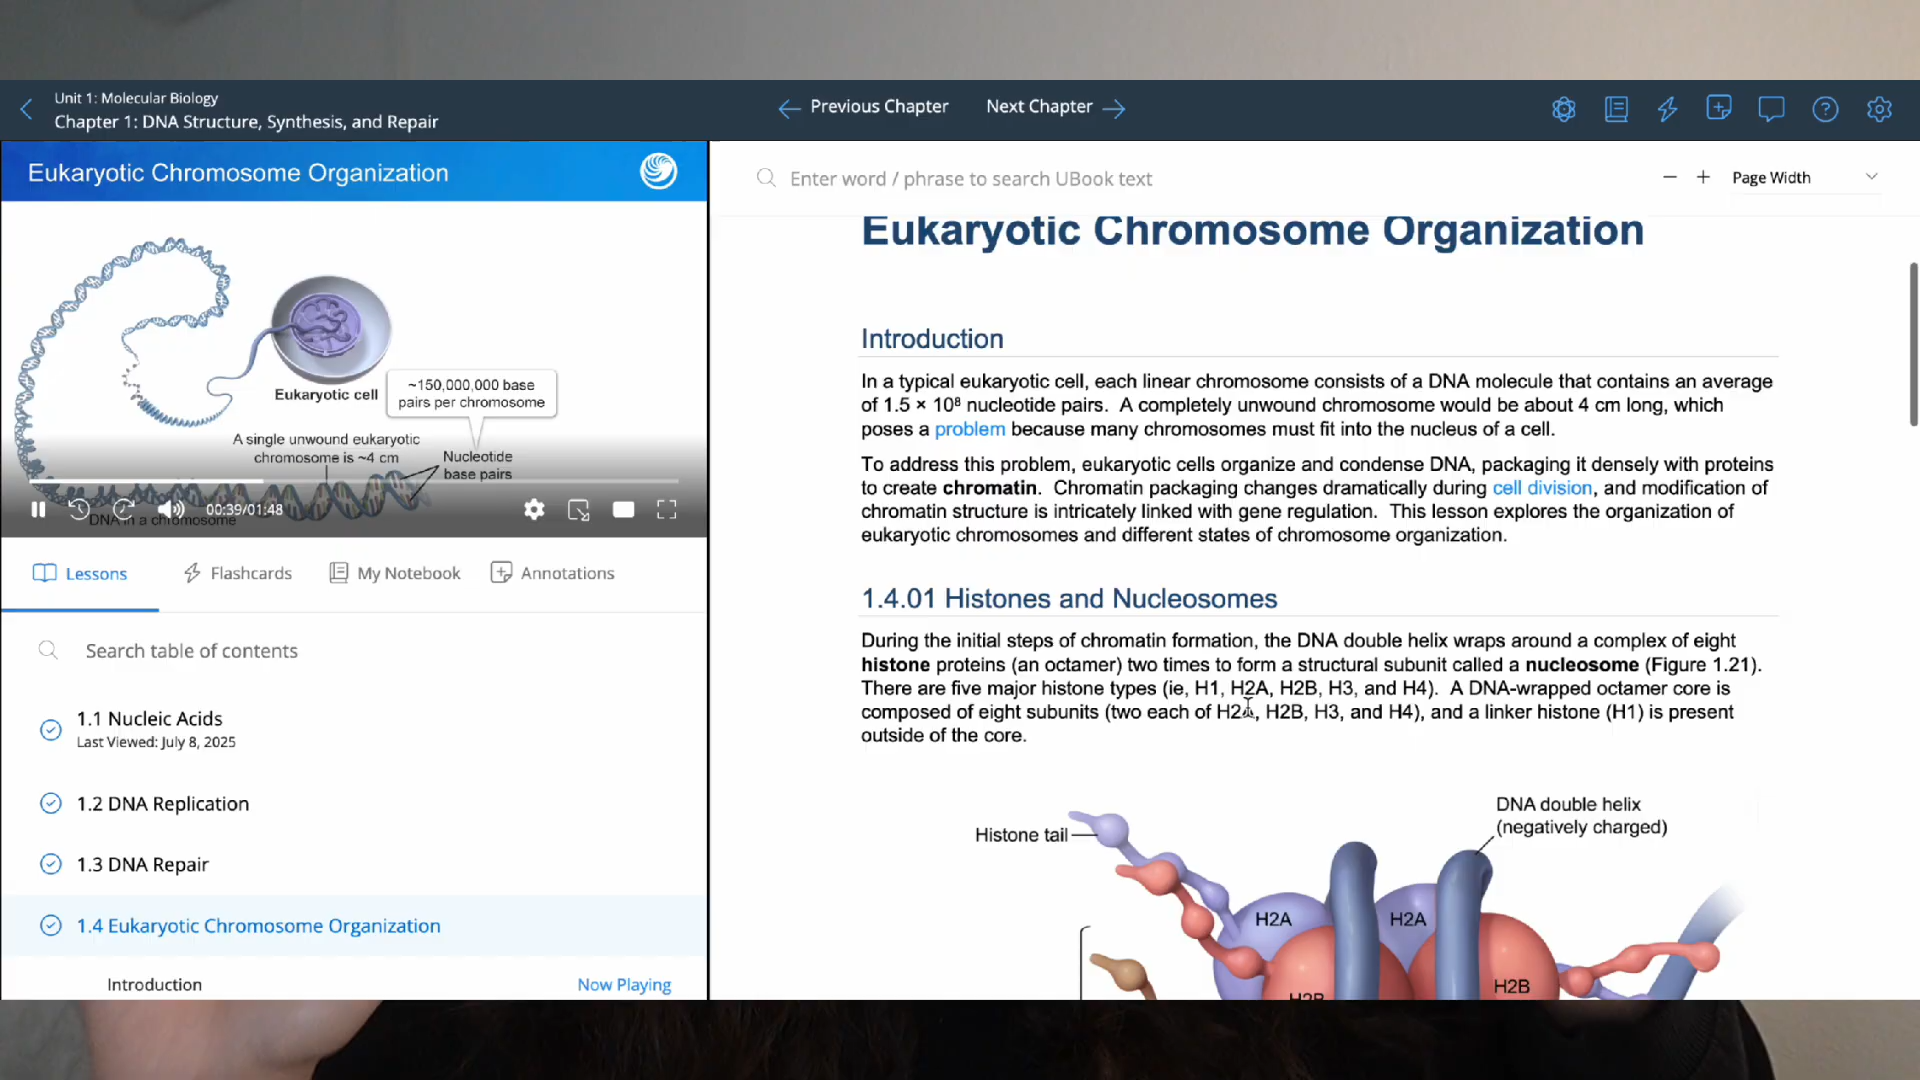 Unit 1: Molecular Biology
Chapter 1: DNA Structure, Synthesis, and Repair
Previous Chapter
Next Chapter
Eukaryotic Chromosome Organization
Eukaryotic cell
~150,000,000 base
pairs per chromosome
A single unwound eukaryotic
chromosome is ~4 cm
Nucleotide
base pairs
00:39/01:48
DNA in a chromosome
Lessons
Flashcards
My Notebook
Annotations
Search table of contents
1.1 Nucleic Acids
Last Viewed: July 8, 2025
1.2 DNA Replication
1.3 DNA Repair
1.4 Eukaryotic Chromosome Organization
Introduction
Now Playing
Enter word / phrase to search UBook text
Page Width
Eukaryotic Chromosome Organization
Introduction
In a typical eukaryotic cell, each linear chromosome consists of a DNA molecule that contains an average
of 1.5 × 10⁸ nucleotide pairs. A completely unwound chromosome would be about 4 cm long, which
poses a problem because many chromosomes must fit into the nucleus of a cell.
To address this problem, eukaryotic cells organize and condense DNA, packaging it densely with proteins
to create chromatin. Chromatin packaging changes dramatically during cell division, and modification of
chromatin structure is intricately linked with gene regulation. This lesson explores the organization of
eukaryotic chromosomes and different states of chromosome organization.
1.4.01 Histones and Nucleosomes
During the initial steps of chromatin formation, the DNA double helix wraps around a complex of eight
histone proteins (an octamer) two times to form a structural subunit called a nucleosome (Figure 1.21).
There are five major histone types (ie, H1, H2A, H2B, H3, and H4). A DNA-wrapped octamer core is
composed of eight subunits (two each of H2A, H2B, H3, and H4), and a linker histone (H1) is present
outside of the core.
Histone tail
DNA double helix
(negatively charged)
H2A
H2A
H2B
H2B